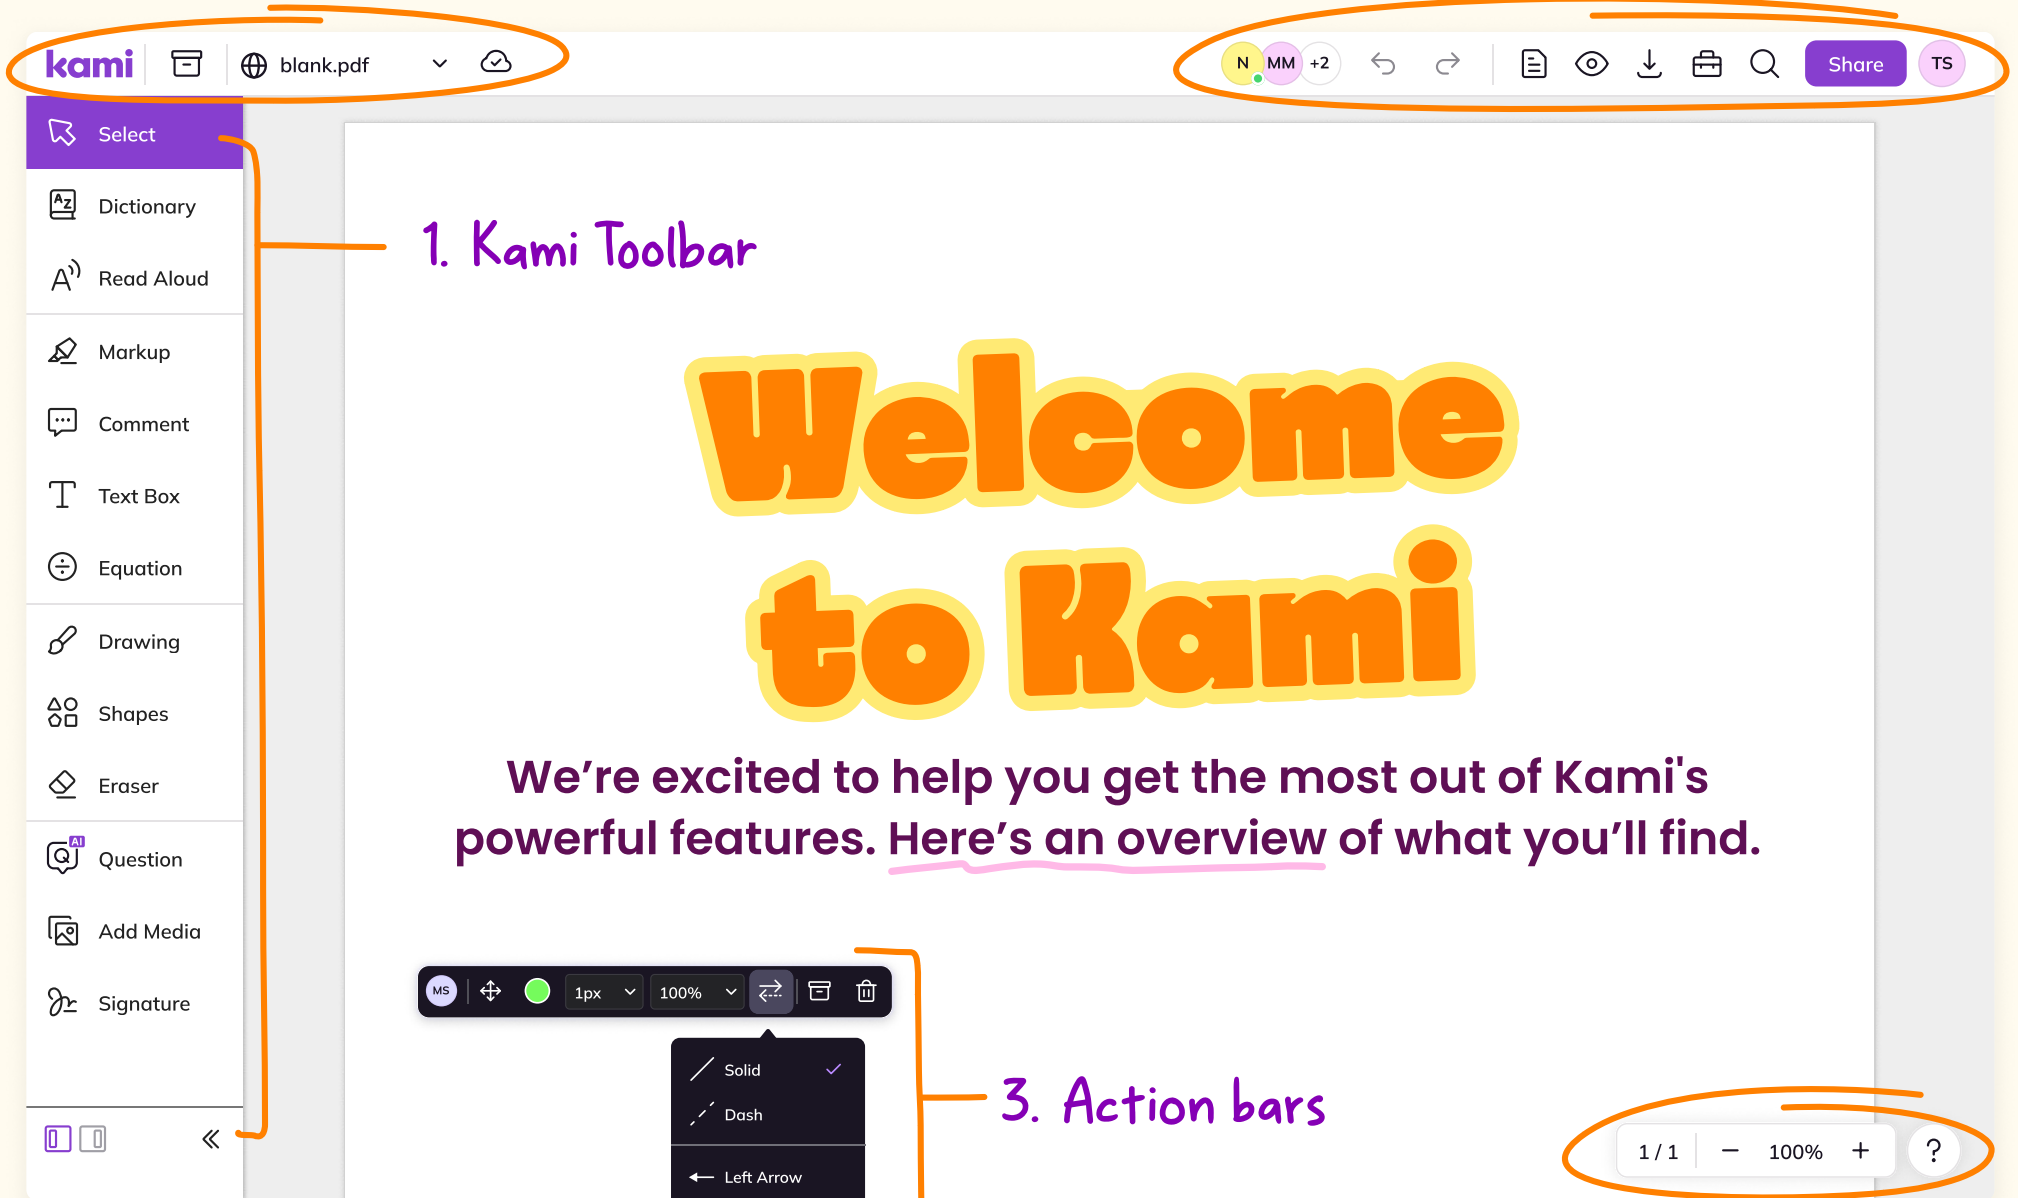 kami
blank.pdf
N
MM
+2
Share
TS
Select
Dictionary
Read Aloud
Markup
Comment
Text Box
Equation
Drawing
Shapes
Eraser
AI
Question
Add Media
Signature
1. Kami Toolbar
Welcome
to Kami
We’re excited to help you get the most out of Kami's
powerful features. Here’s an overview of what you’ll find.
MS
1px
100%
Solid
Dash
Left Arrow
3. Action bars
1 / 1
100%
?